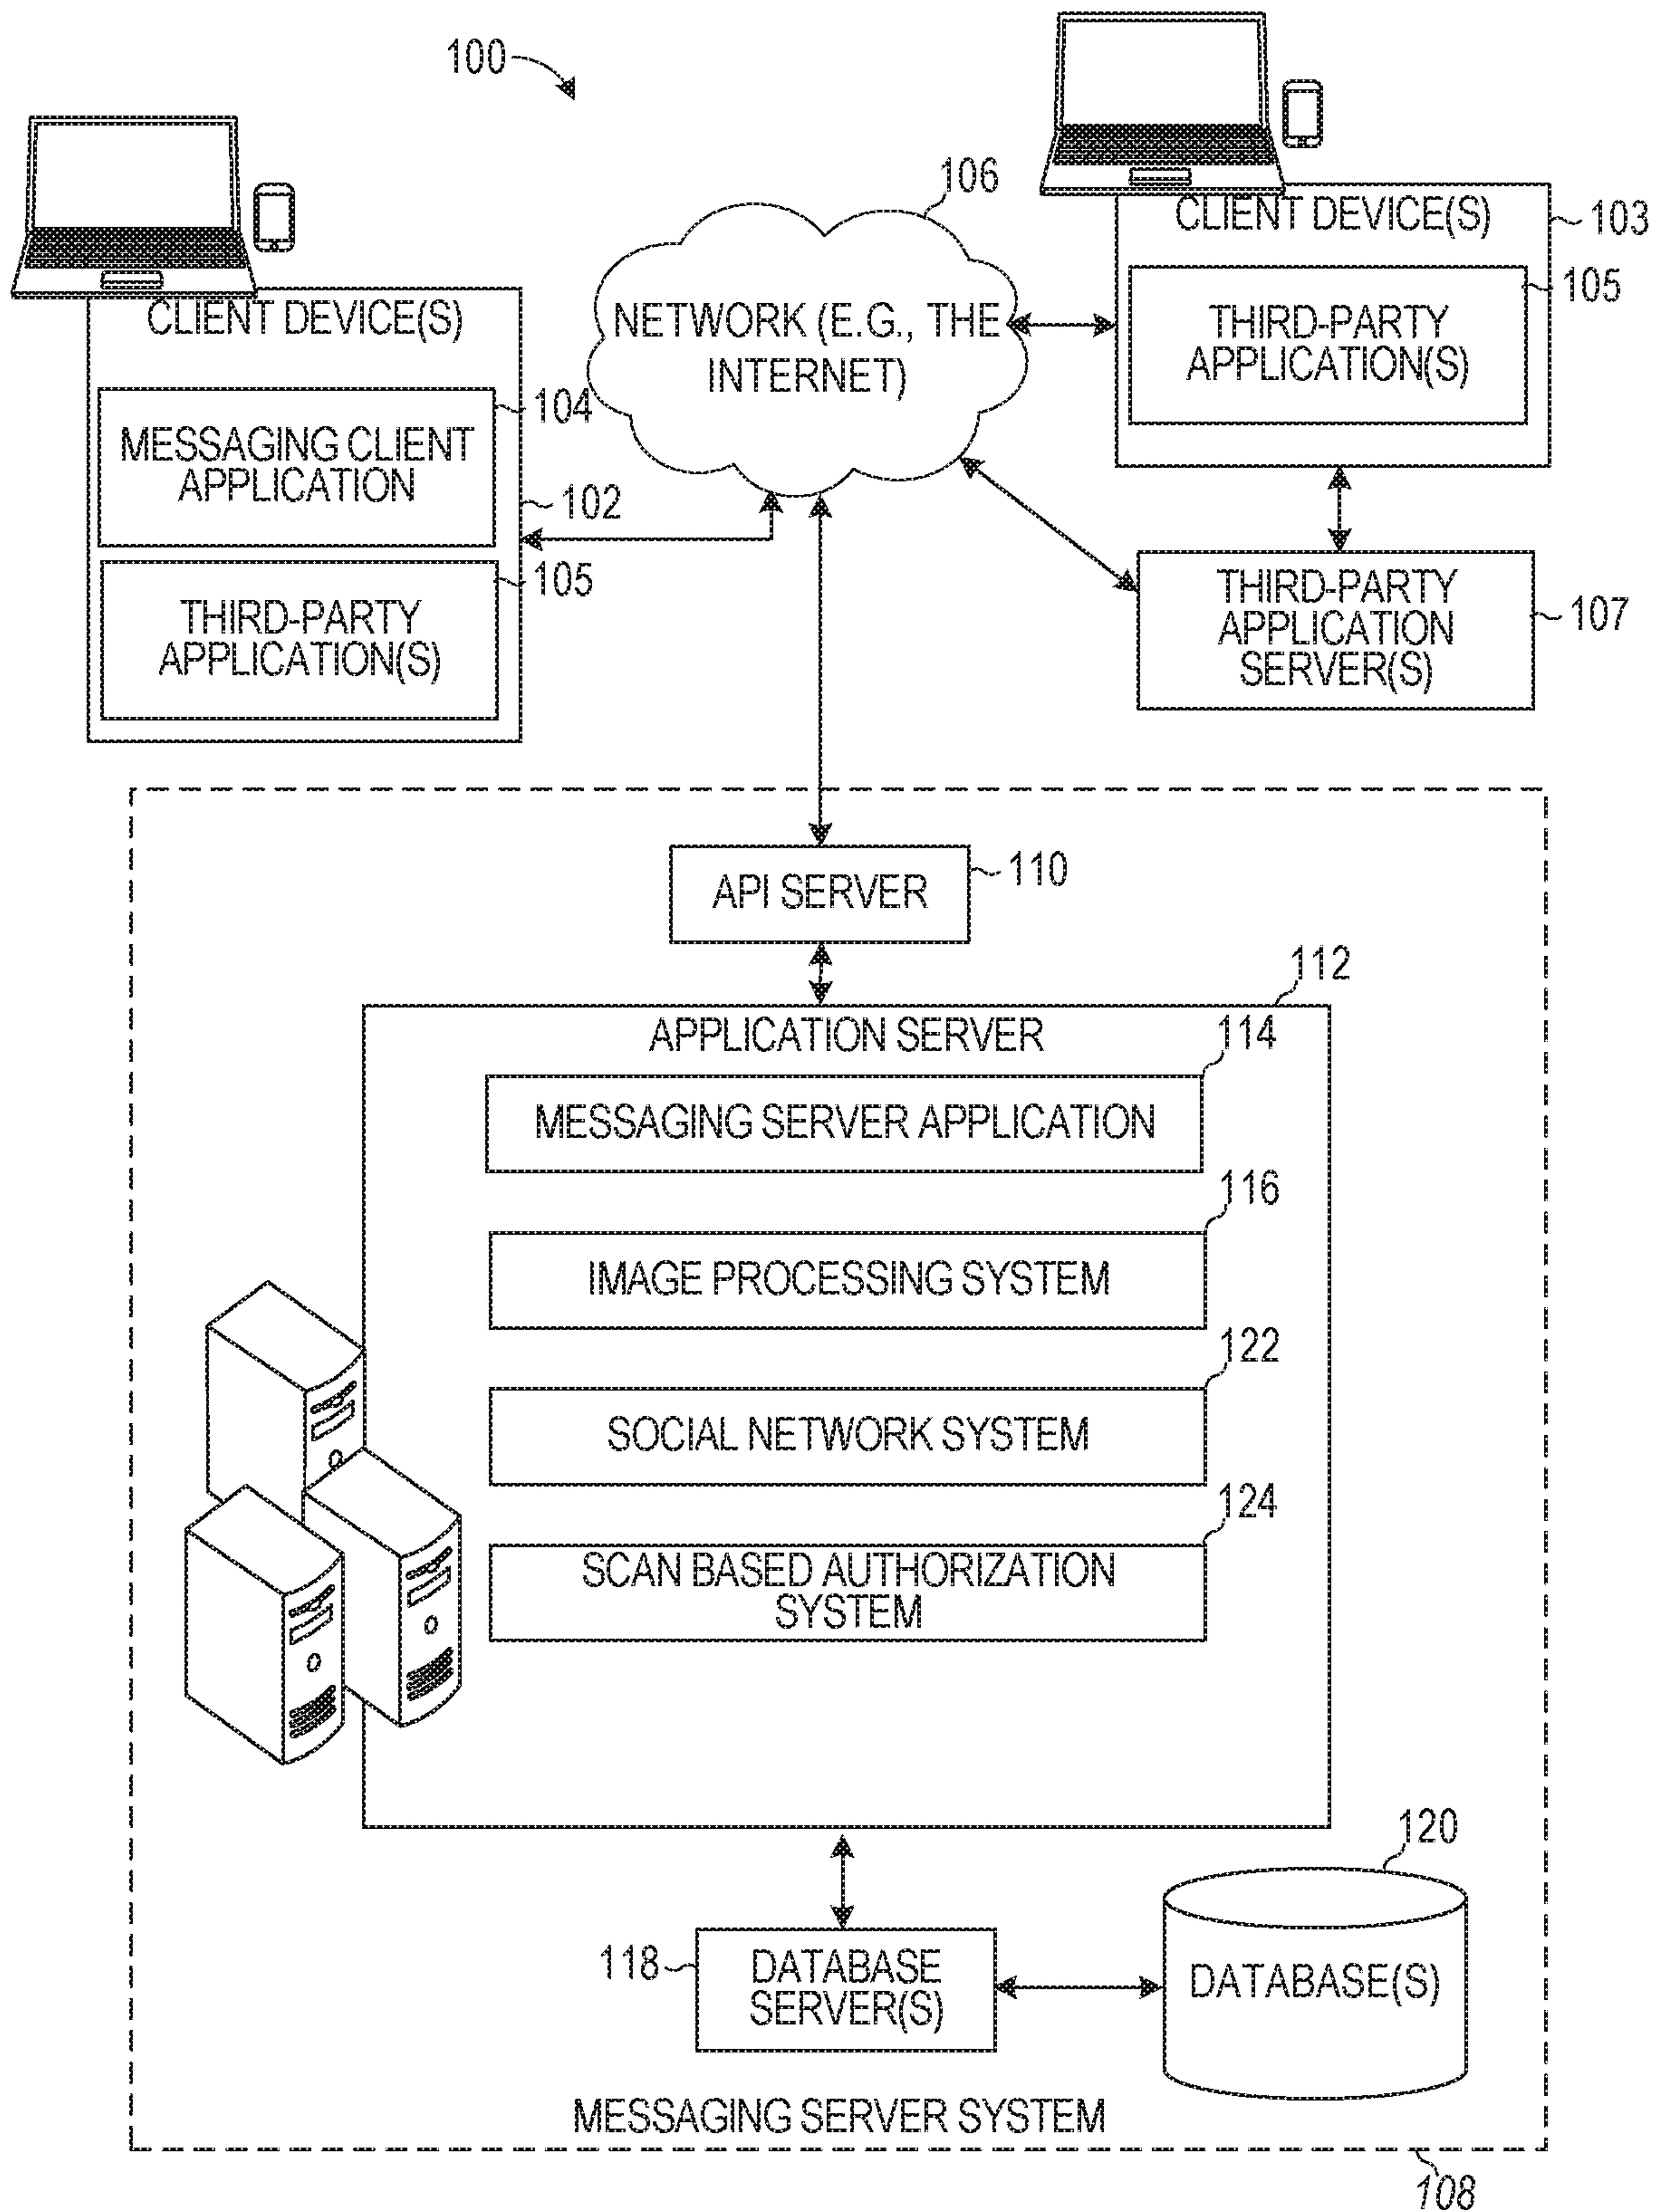 100
106
CLIENT DEVICE(S)
103
105
THIRD-PARTY
APPLICATION(S)
NETWORK (E.G., THE
INTERNET)
CLIENT DEVICE(S)
104
MESSAGING CLIENT
APPLICATION
102
105
THIRD-PARTY
APPLICATION(S)
THIRD-PARTY
APPLICATION
SERVER(S)
107
API SERVER
110
112
APPLICATION SERVER
114
MESSAGING SERVER APPLICATION
116
IMAGE PROCESSING SYSTEM
122
SOCIAL NETWORK SYSTEM
124
SCAN BASED AUTHORIZATION
SYSTEM
120
118
DATABASE
SERVER(S)
DATABASE(S)
MESSAGING SERVER SYSTEM
108